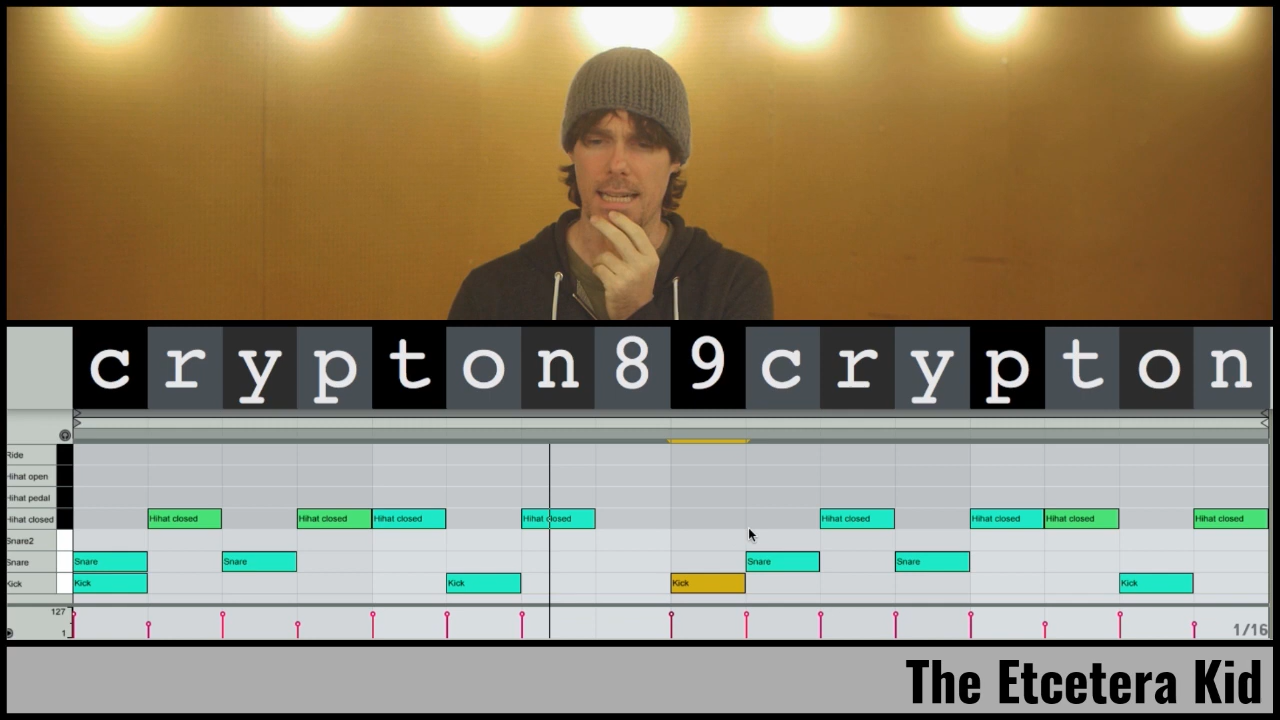 crypton89crypton
Ride
Hihat open
Hihat pedal
Hihat closed Hihat closed Hihat closed Hihat closed Hihat closed Hihat closed Hihat closed Hihat closed Hihat closed
Snare2
Snare Snare Snare Snare Snare
Kick Kick Kick Kick Kick
127
1 1/16
The Etcetera Kid